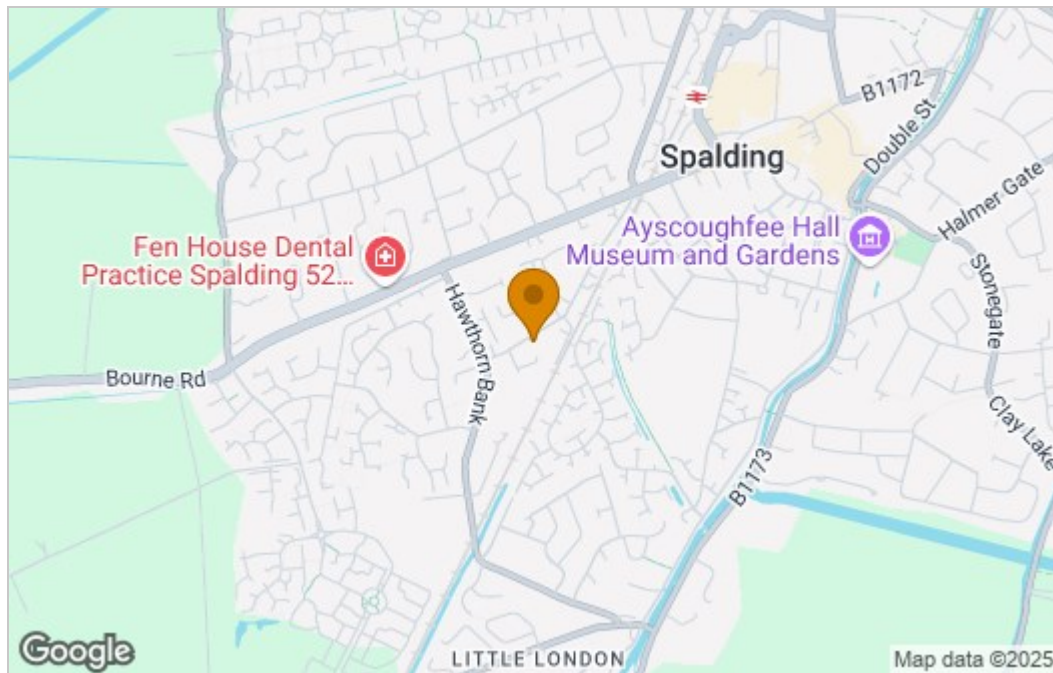 B1172
Double St
Spalding
Halmer Gate
Ayscoughfee Hall
Museum and Gardens
Fen House Dental
Practice Spalding 52...
Stonegate
Hawthorn Bank
Bourne Rd
Clay Lake
B1173
LITTLE LONDON
Google
Map data ©2025